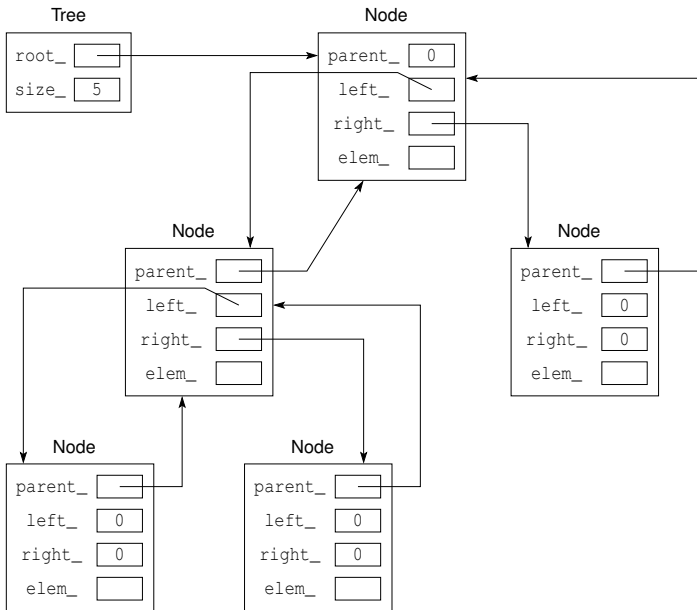 Tree
root_
size_ 5
Node
parent_ 0
left_
right_
elem_
Node
parent_
left_
right_
elem_
Node
parent_
left_ 0
right_ 0
elem_
Node
parent_
left_ 0
right_ 0
elem_
Node
parent_
left_ 0
right_ 0
elem_